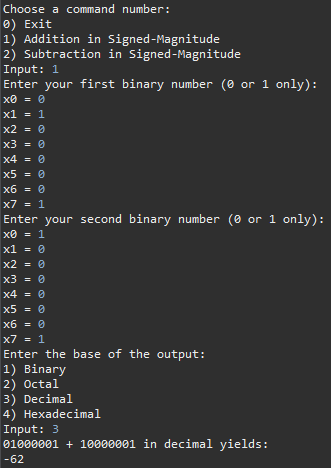 Choose a command number:
0) Exit
1) Addition in Signed-Magnitude
2) Subtraction in Signed-Magnitude
Input: 1
Enter your first binary number (0 or 1 only):
x0 = 0
x1 = 1
x2 = 0
x3 = 0
x4 = 0
x5 = 0
x6 = 0
x7 = 1
Enter your second binary number (0 or 1 only):
x0 = 1
x1 = 0
x2 = 0
x3 = 0
x4 = 0
x5 = 0
x6 = 0
x7 = 1
Enter the base of the output:
1) Binary
2) Octal
3) Decimal
4) Hexadecimal
Input: 3
01000001 + 10000001 in decimal yields:
-62